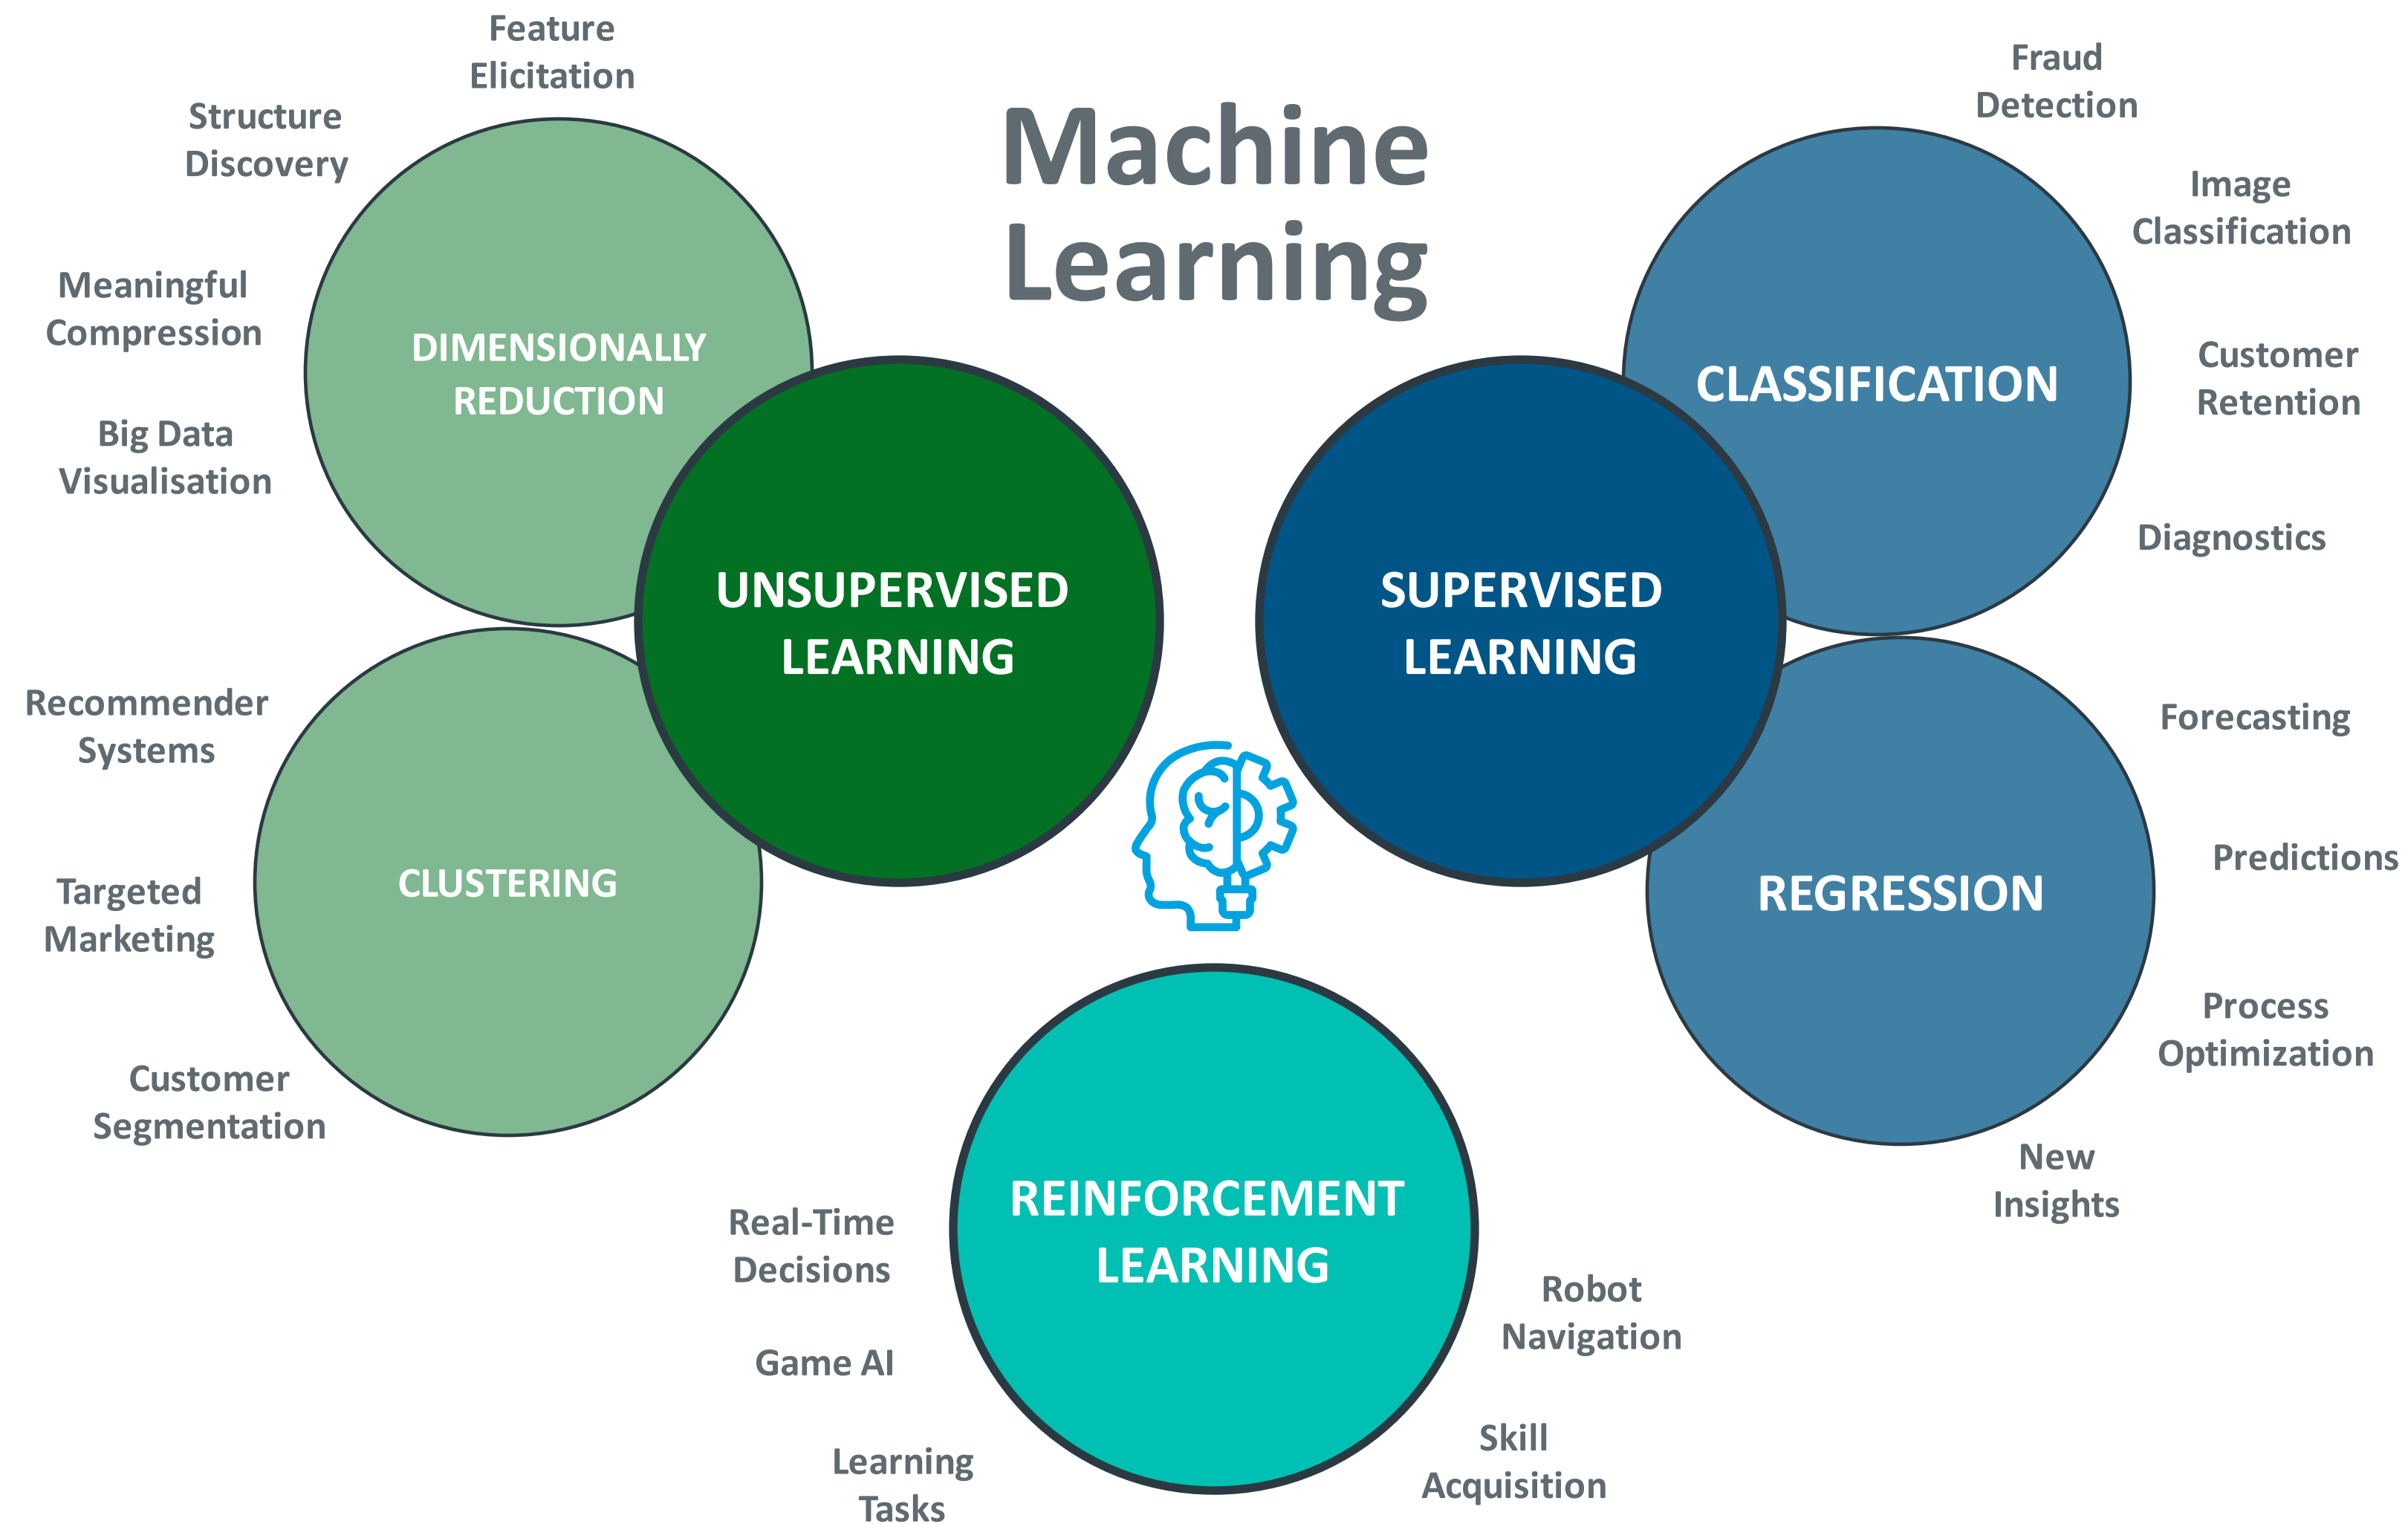 Machine
Learning
Feature
Elicitation
Structure
Discovery
Meaningful
Compression
Big Data
Visualisation
DIMENSIONALLY
REDUCTION
UNSUPERVISED
LEARNING
Recommender
Systems
Targeted
Marketing
Customer
Segmentation
CLUSTERING
Fraud
Detection
Image
Classification
Customer
Retention
Diagnostics
CLASSIFICATION
SUPERVISED
LEARNING
Forecasting
Predictions
Process
Optimization
New
Insights
REGRESSION
REINFORCEMENT
LEARNING
Real-Time
Decisions
Game AI
Learning
Tasks
Robot
Navigation
Skill
Acquisition